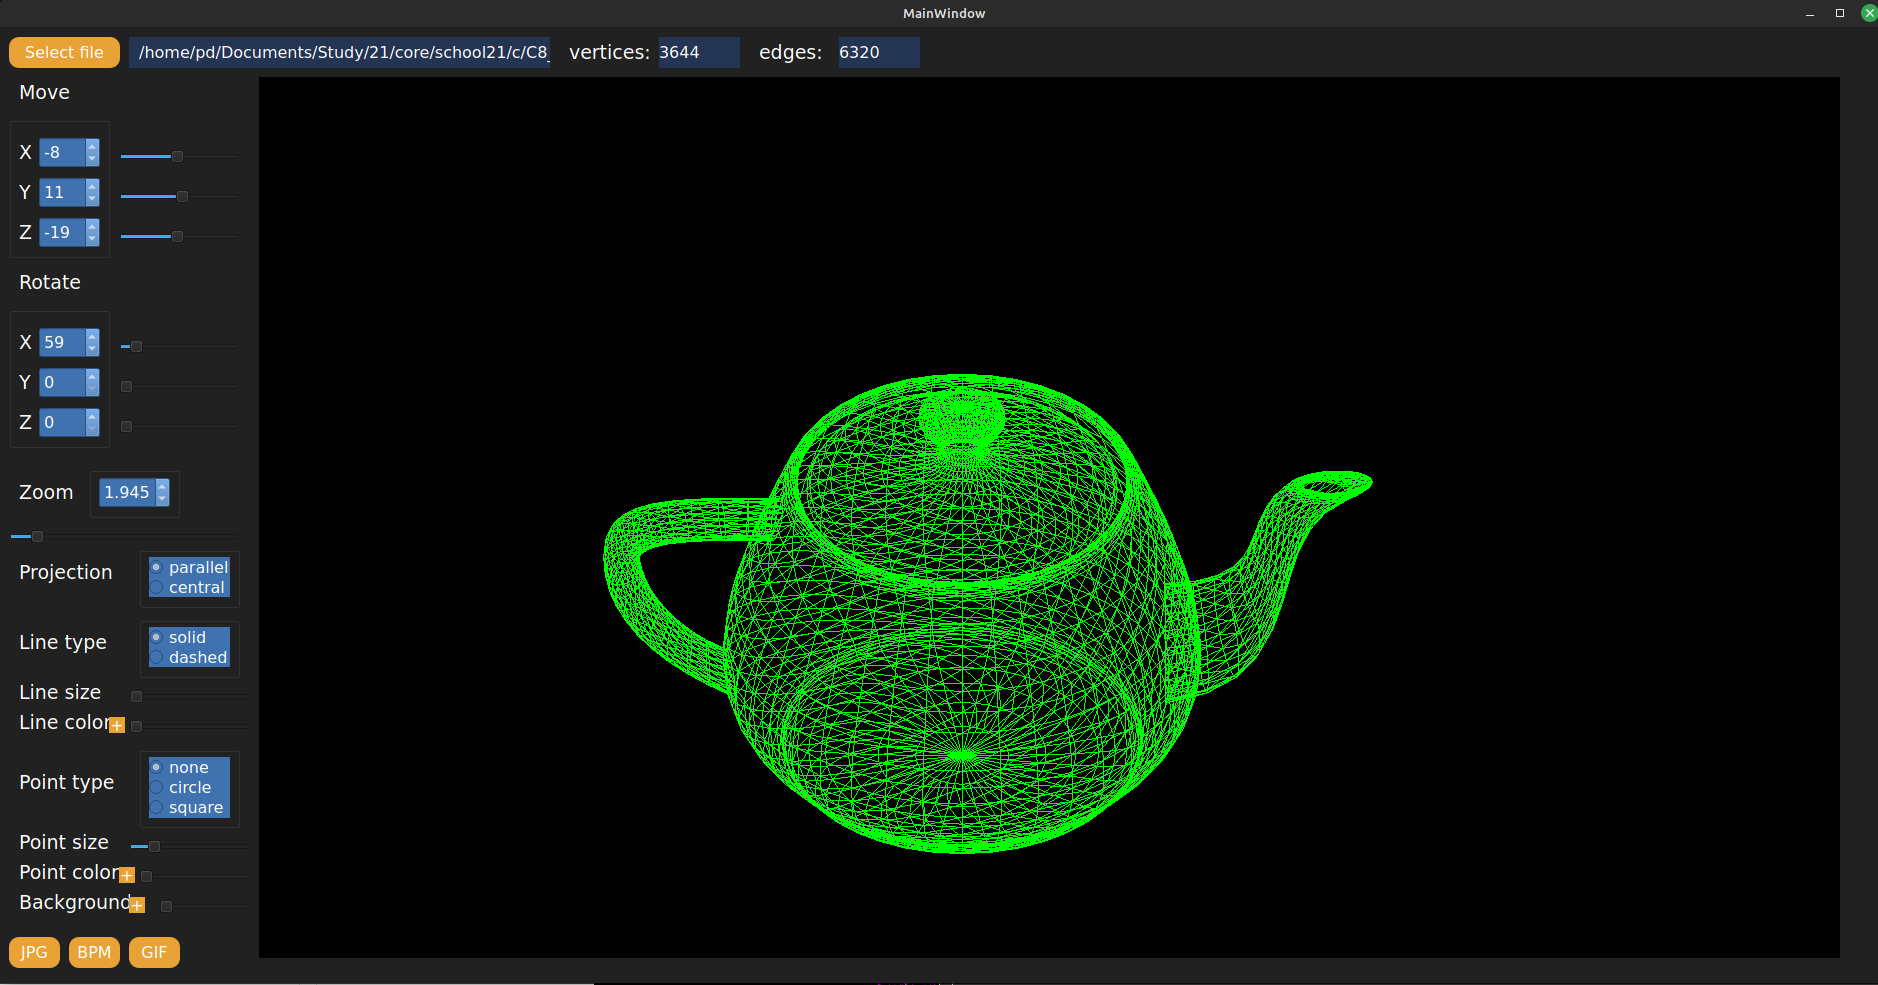 MainWindow
Select file /home/pd/Documents/Study/21/core/school21/c/C8_ vertices: 3644 edges: 6320
Move
X -8
Y 11
Z -19
Rotate
X 59
Y 0
Z 0
Zoom 1.945
Projection parallel
central
Line type solid
dashed
Line size
Line color +
Point type none
circle
square
Point size
Point color +
Background +
JPG BPM GIF